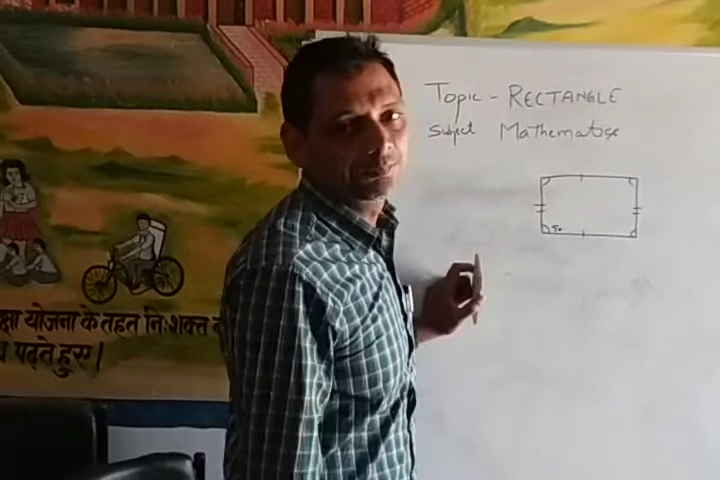 Topic - RECTANGLE
Subject Mathematics
योजना के तहत नि:शक्त
पढ़ते हुए।